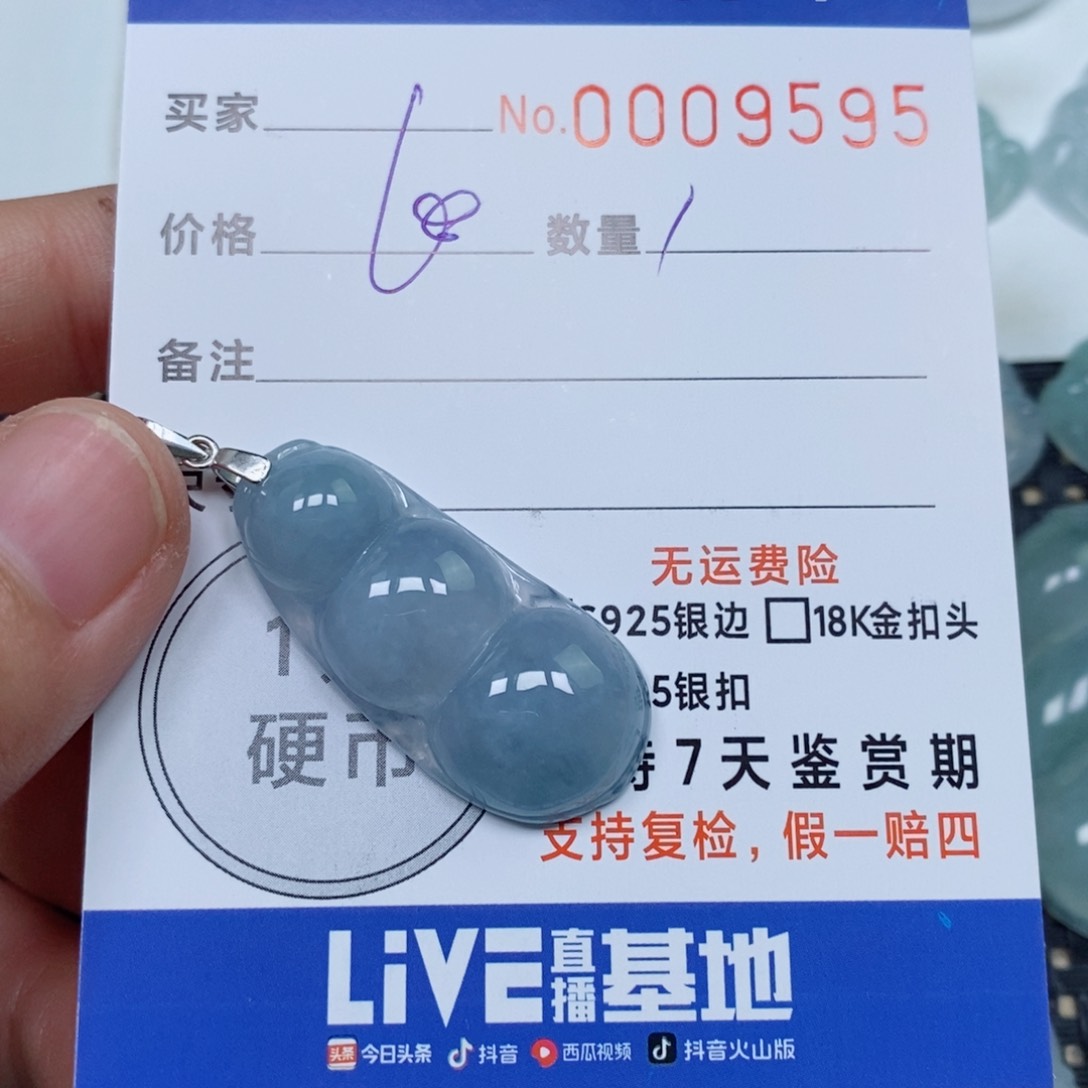 买家 No.0009595
价格 数量 1
备注
无运费险
925银边 □18K金扣头
5银扣
硬币
7天鉴赏期
支持复检，假一赔四
LiVE直播基地
头条 今日头条 抖音 西瓜视频 抖音火山版